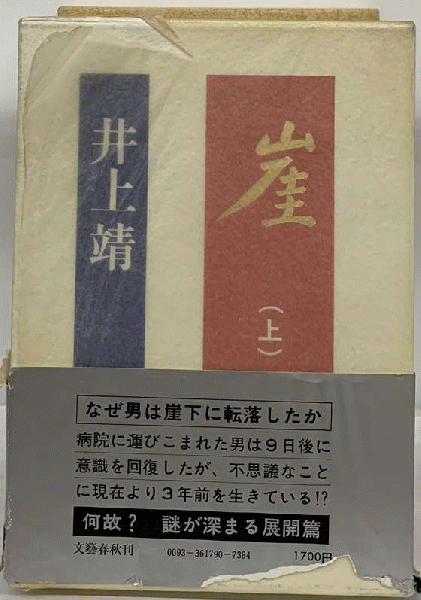 崖
(上)
井上靖
なぜ男は崖下に転落したか
病院に運びこまれた男は9日後に
意識を回復したが、不思議なこと
に現在より3年前を生きている!?
何故? 謎が深まる展開篇
文藝春秋刊 0093-361790-7384 1700円